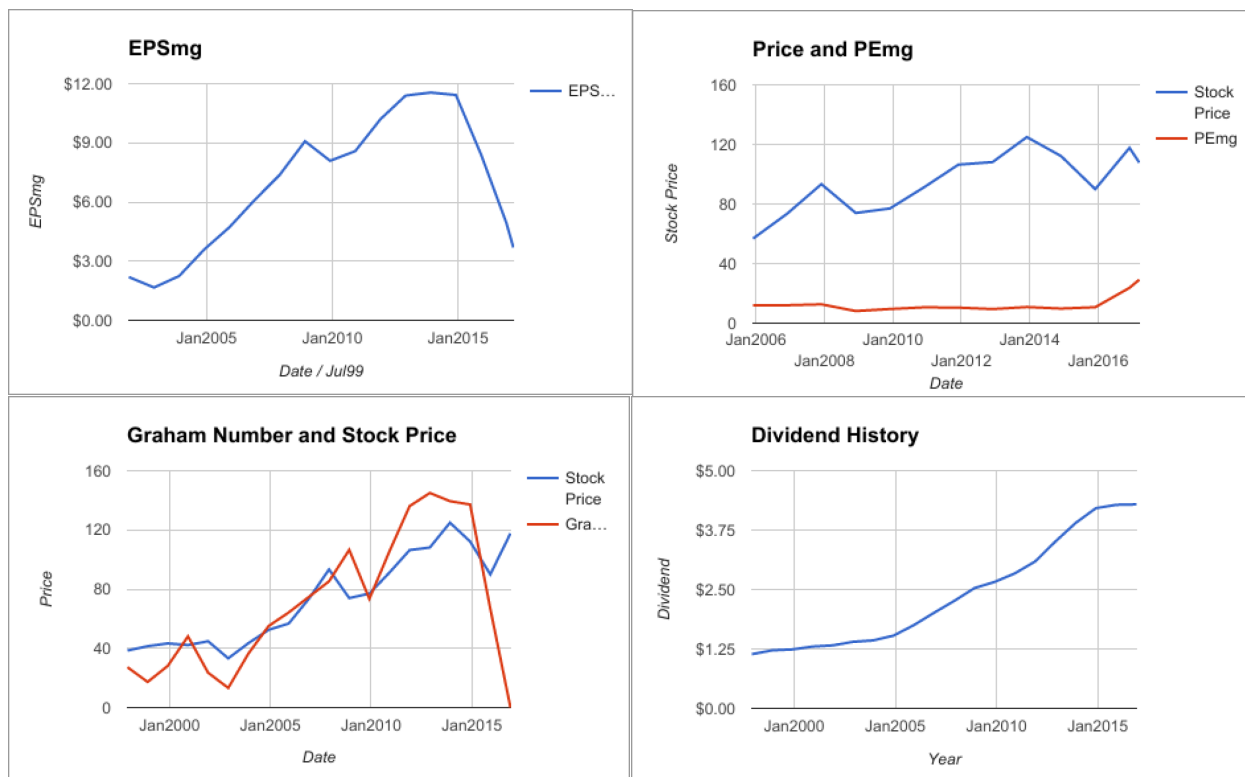 EPSmg
$12.00
$9.00
$6.00
$3.00
$0.00
EPSmg
EPS...
Jan2005 Jan2010 Jan2015
Date / Jul99
Price and PEmg
160
120
80
40
0
Stock Price
Stock
Price
PEmg
Jan2006 Jan2010 Jan2014
Jan2008 Jan2012 Jan2016
Date
Graham Number and Stock Price
160
120
80
40
0
Price
Stock
Price
Gra...
Jan2000 Jan2005 Jan2010 Jan2015
Date
Dividend History
$5.00
$3.75
$2.50
$1.25
$0.00
Dividend
Jan2000 Jan2005 Jan2010 Jan2015
Year